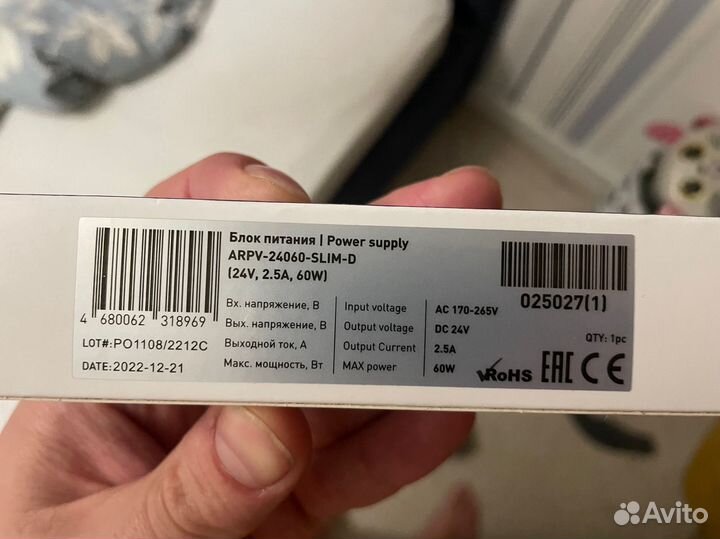 Блок питания | Power supply
ARPV-24060-SLIM-D
(24V, 2.5A, 60W)
4 680062 318969
LOT#:PO1108/2212C
DATE:2022-12-21
Вх. напряжение, В Input voltage AC 170-265V
Вых. напряжение, В Output voltage DC 24V
Выходной ток, А Output Current 2.5A
Макс. мощность, Вт MAX power 60W
025027(1)
QTY: 1pc
RoHS EAC CE
Avito